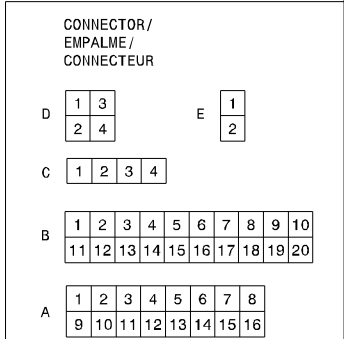 CONNECTOR/
EMPALME/
CONNECTEUR
D
1 3
2 4
E
1
2
C 1 2 3 4
B
1 2 3 4 5 6 7 8 9 10
11 12 13 14 15 16 17 18 19 20
A
1 2 3 4 5 6 7 8
9 10 11 12 13 14 15 16